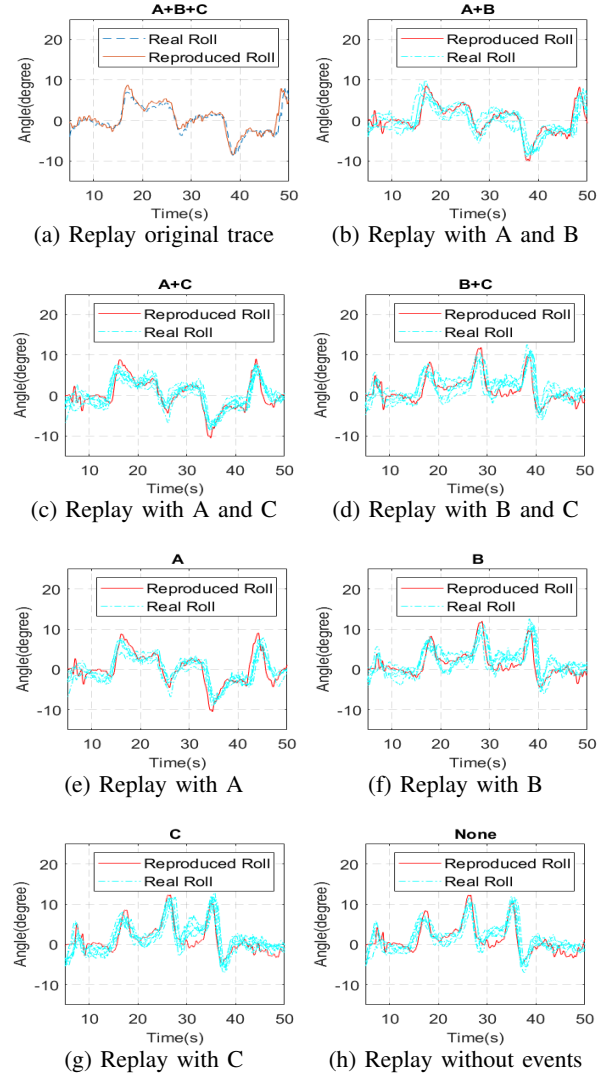 A+B+C
A+B
Real Roll
Reproduced Roll
Reproduced Roll
Real Roll
Angle(degree)
20
10
0
-10
10 20 30 40 50
Time(s)
Angle(degree)
20
10
0
-10
10 20 30 40 50
Time(s)
(a) Replay original trace
(b) Replay with A and B
A+C
B+C
Reproduced Roll
Real Roll
Reproduced Roll
Real Roll
Angle(degree)
20
10
0
-10
10 20 30 40 50
Time(s)
Angle(degree)
20
10
0
-10
10 20 30 40 50
Time(s)
(c) Replay with A and C
(d) Replay with B and C
A
B
Reproduced Roll
Real Roll
Reproduced Roll
Real Roll
Angle(degree)
20
10
0
-10
10 20 30 40 50
Time(s)
Angle(degree)
20
10
0
-10
10 20 30 40 50
Time(s)
(e) Replay with A
(f) Replay with B
C
None
Reproduced Roll
Real Roll
Reproduced Roll
Real Roll
Angle(degree)
20
10
0
-10
10 20 30 40 50
Time(s)
Angle(degree)
20
10
0
-10
10 20 30 40 50
Time(s)
(g) Replay with C
(h) Replay without events